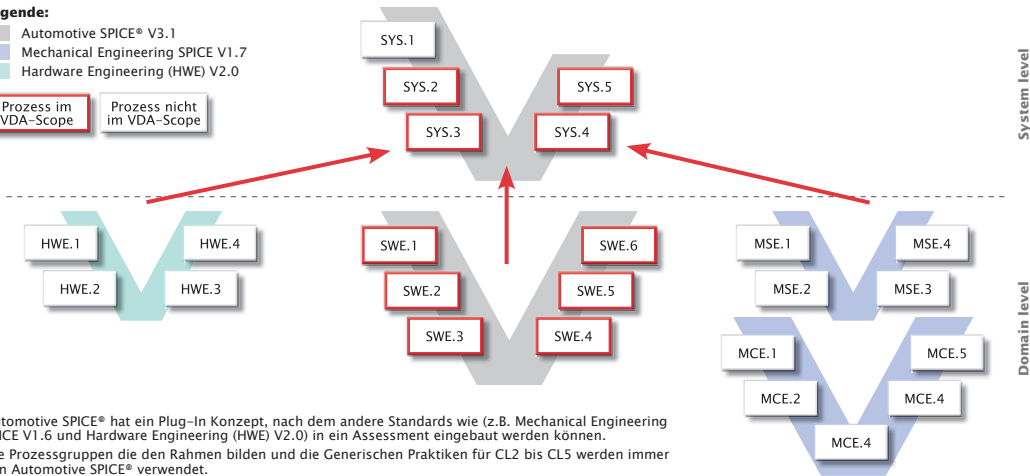 gende:
Automotive SPICE® V3.1
Mechanical Engineering SPICE V1.7
Hardware Engineering (HWE) V2.0
Prozess im
VDA-Scope
Prozess nicht
im VDA-Scope
SYS.1
SYS.2
SYS.3
SYS.5
SYS.4
System level
HWE.1
HWE.2
HWE.4
HWE.3
SWE.1
SWE.2
SWE.3
SWE.6
SWE.5
SWE.4
MSE.1
MSE.2
MSE.4
MSE.3
MCE.1
MCE.2
MCE.5
MCE.4
MCE.4
Domain level
utomotive SPICE® hat ein Plug-In Konzept, nach dem andere Standards wie (z.B. Mechanical Engineering
ICE V1.6 und Hardware Engineering (HWE) V2.0) in ein Assessment eingebaut werden können.
e Prozessgruppen die den Rahmen bilden und die Generischen Praktiken für CL2 bis CL5 werden immer
n Automotive SPICE® verwendet.